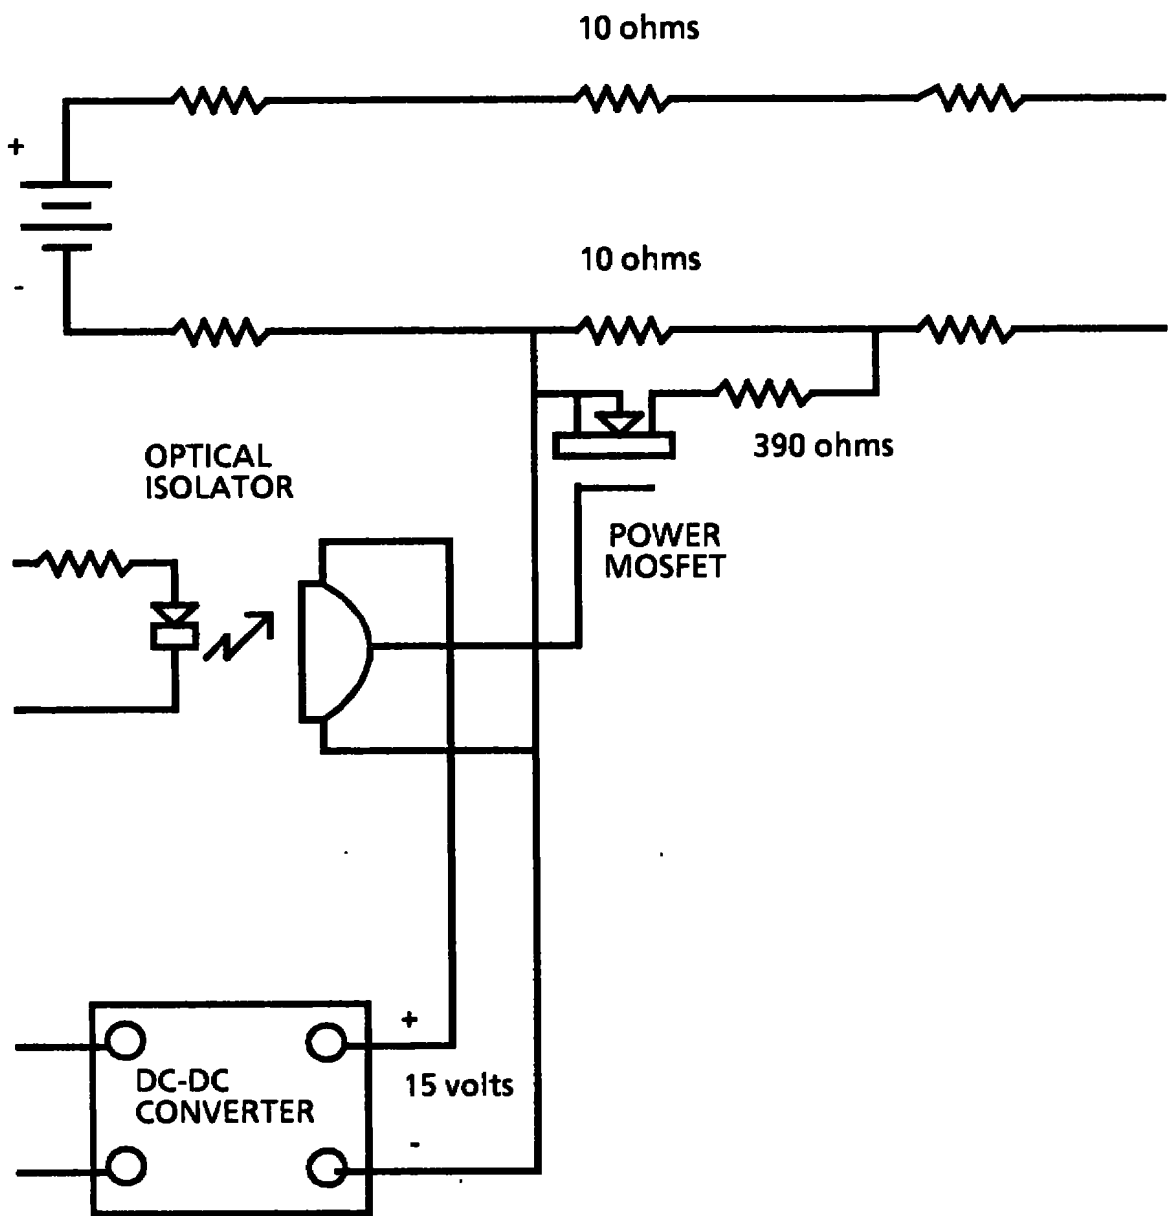 10 ohms
+
-
10 ohms
390 ohms
OPTICAL
ISOLATOR
POWER
MOSFET
+
DC-DC
CONVERTER
15 volts
-